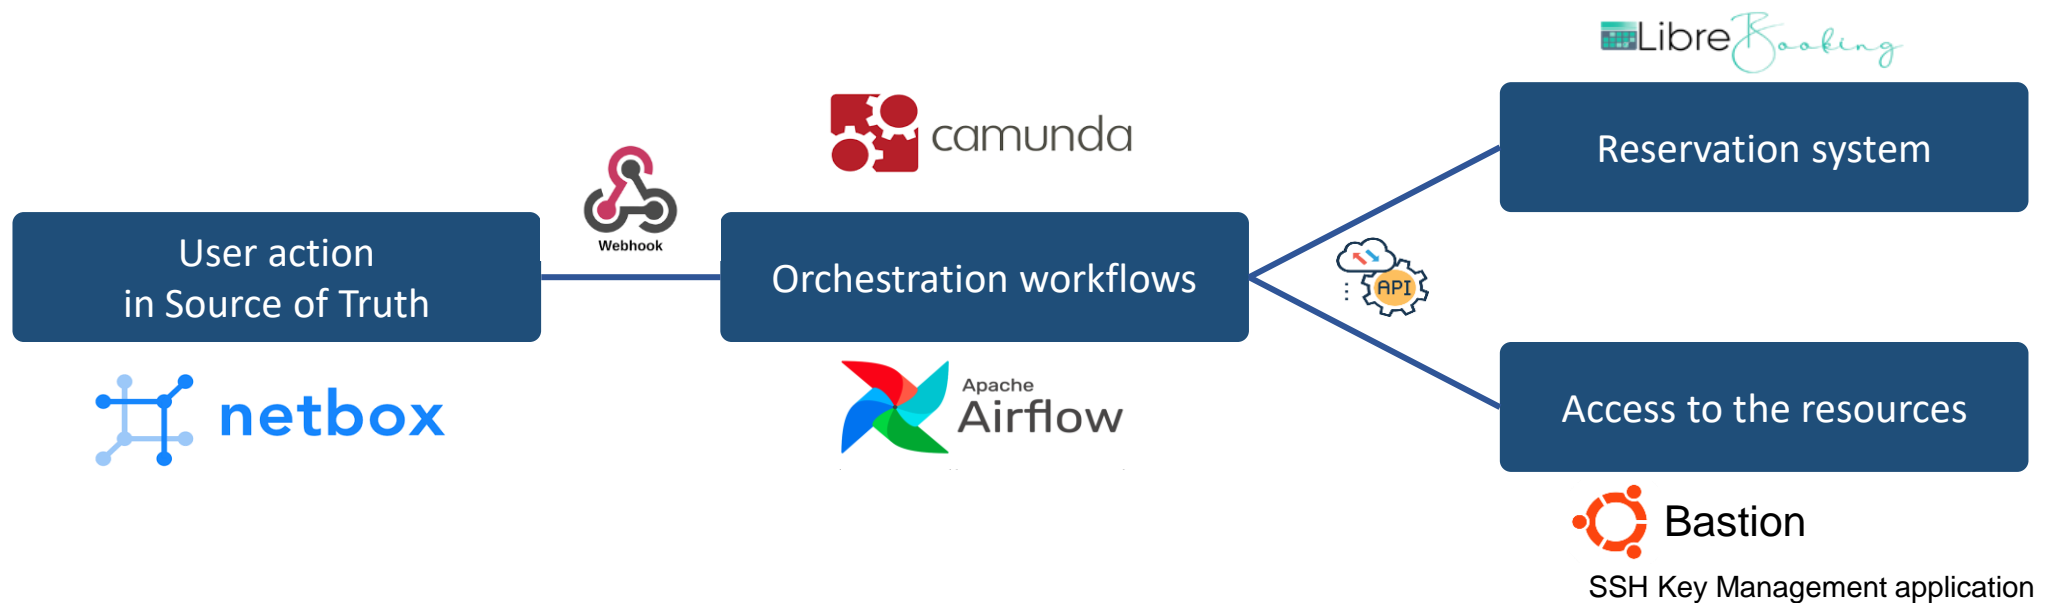 LibreBooking
camunda
Reservation system
Webhook
User action
in Source of Truth
Orchestration workflows
API
netbox
Apache
Airflow
Access to the resources
Bastion
SSH Key Management application